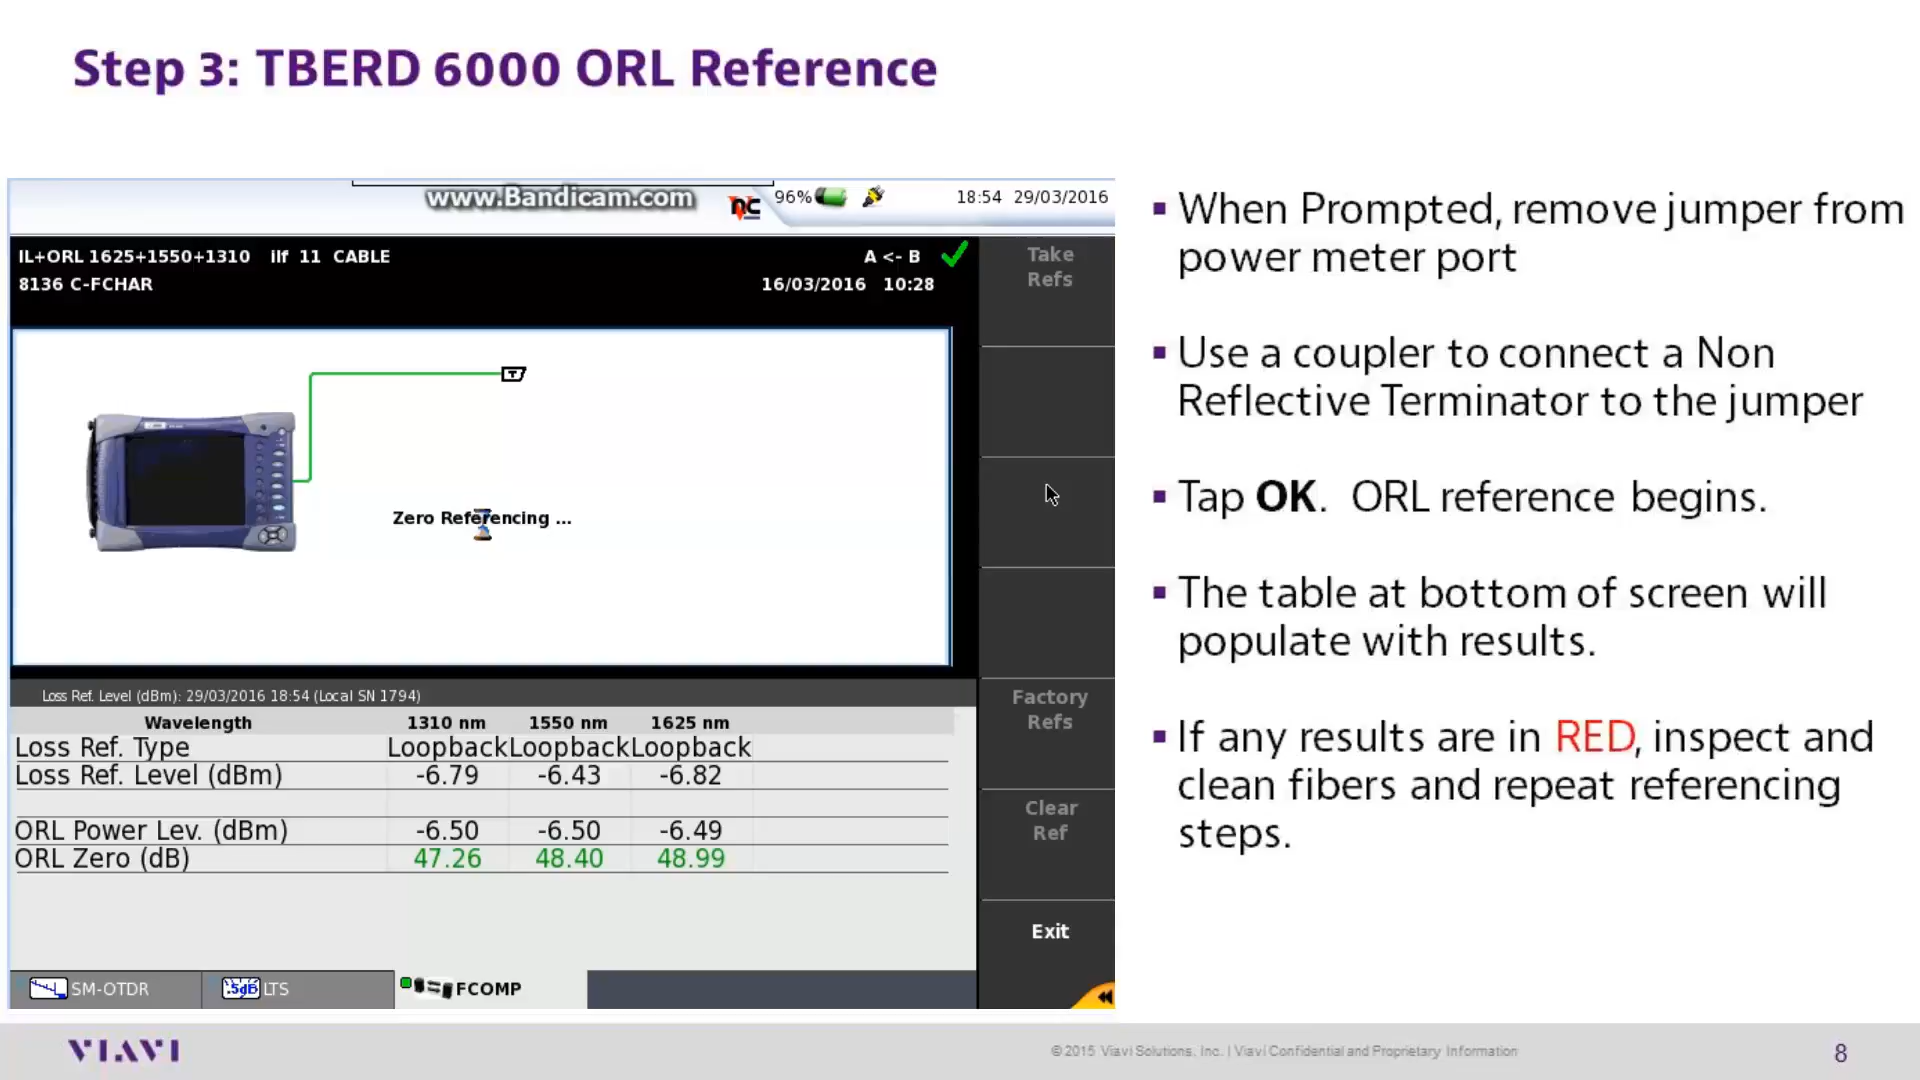 Step 3: TBERD 6000 ORL Reference
www.Bandicam.com
96%
18:54 29/03/2016
IL+ORL 1625+1550+1310 ilf 11 CABLE
A <- B
8136 C-FCHAR
16/03/2016 10:28
Zero Referencing ...
Take
Refs
Factory
Refs
Clear
Ref
Exit
Loss Ref. Level (dBm): 29/03/2016 18:54 (Local SN 1794)
Wavelength 1310 nm 1550 nm 1625 nm
Loss Ref. Type Loopback Loopback Loopback
Loss Ref. Level (dBm) -6.79 -6.43 -6.82
ORL Power Lev. (dBm) -6.50 -6.50 -6.49
ORL Zero (dB) 47.26 48.40 48.99
SM-OTDR .5dB LTS FCOMP
▪ When Prompted, remove jumper from
power meter port
▪ Use a coupler to connect a Non
Reflective Terminator to the jumper
▪ Tap OK. ORL reference begins.
▪ The table at bottom of screen will
populate with results.
▪ If any results are in RED, inspect and
clean fibers and repeat referencing
steps.
VIAVI
© 2015 Viavi Solutions, Inc. | Viavi Confidential and Proprietary Information
8